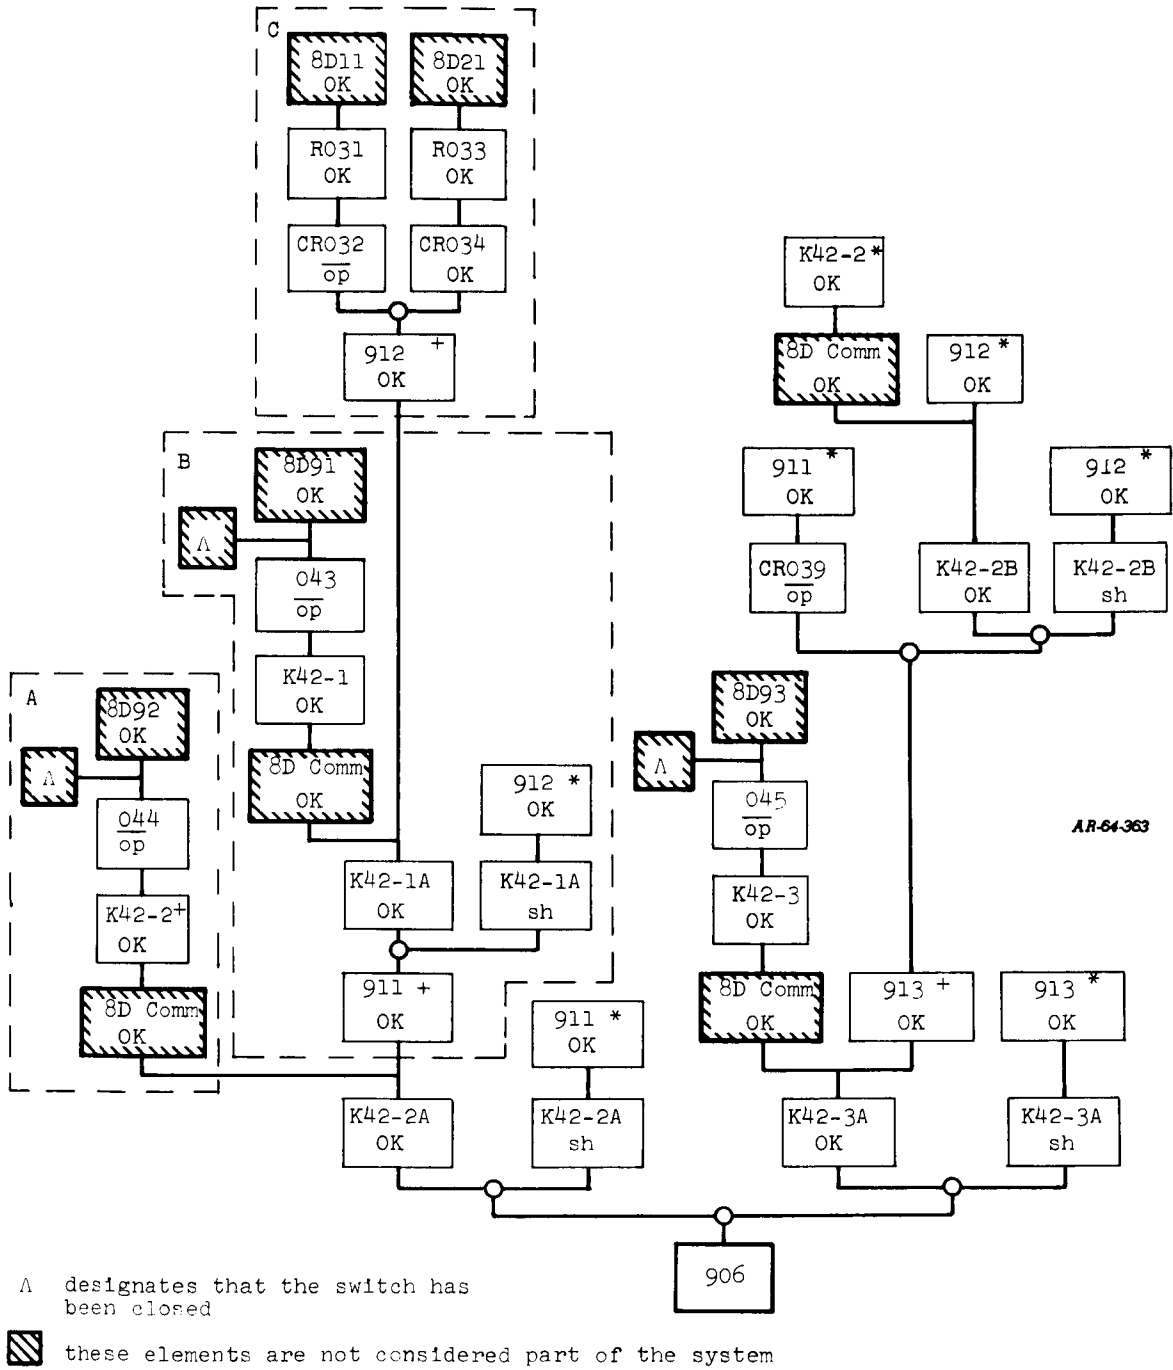 C
8D11
OK
8D21
OK
R031
OK
R033
OK
CR032
op
CR034
OK
912 +
OK
K42-2*
OK
8D Comm
OK
912 *
OK
B
8D91
OK
Λ
043
op
K42-1
OK
8D Comm
OK
912 *
OK
K42-1A
OK
K42-1A
sh
911 +
OK
911 *
OK
912 *
OK
CR039
op
K42-2B
OK
K42-2B
sh
A
8D92
OK
Λ
044
op
K42-2+
OK
8D Comm
OK
911 *
OK
K42-2A
OK
K42-2A
sh
8D93
OK
Λ
045
op
AR-64-363
K42-3
OK
8D Comm
OK
913 +
OK
913 *
OK
K42-3A
OK
K42-3A
sh
906
Λ designates that the switch has
been closed
these elements are not considered part of the system